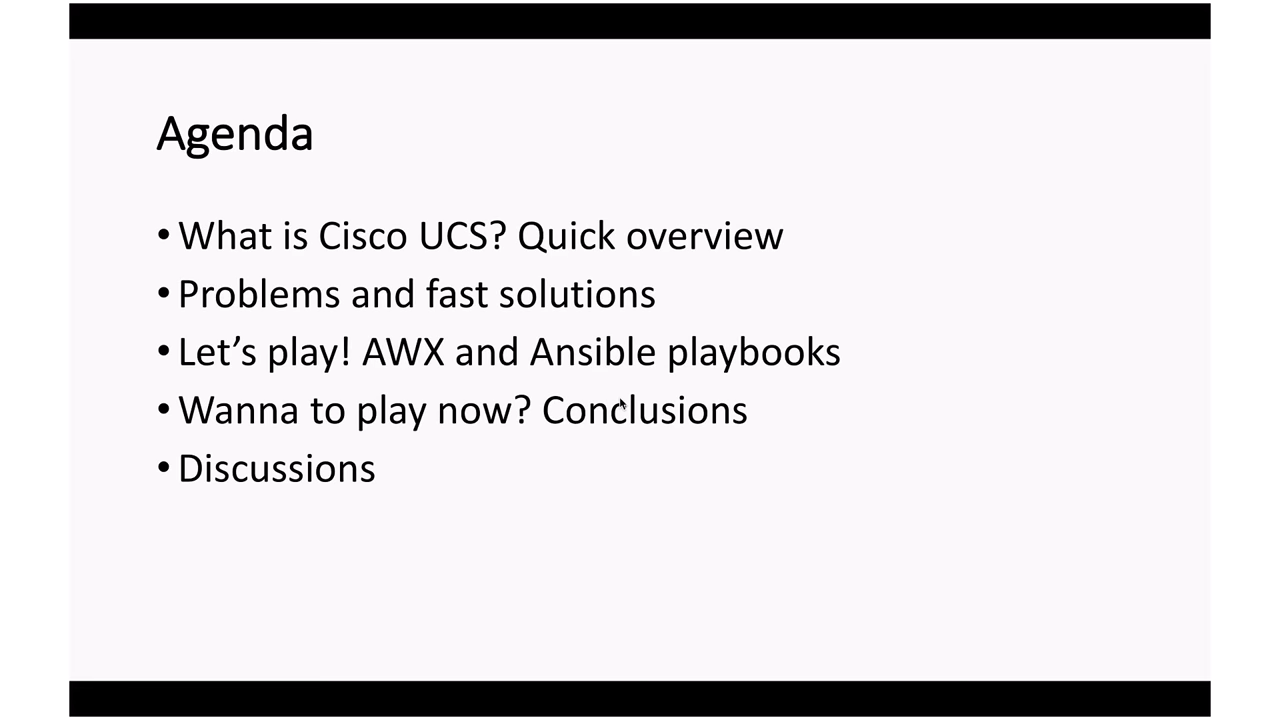 Agenda
• What is Cisco UCS? Quick overview
• Problems and fast solutions
• Let’s play! AWX and Ansible playbooks
• Wanna to play now? Conclusions
• Discussions